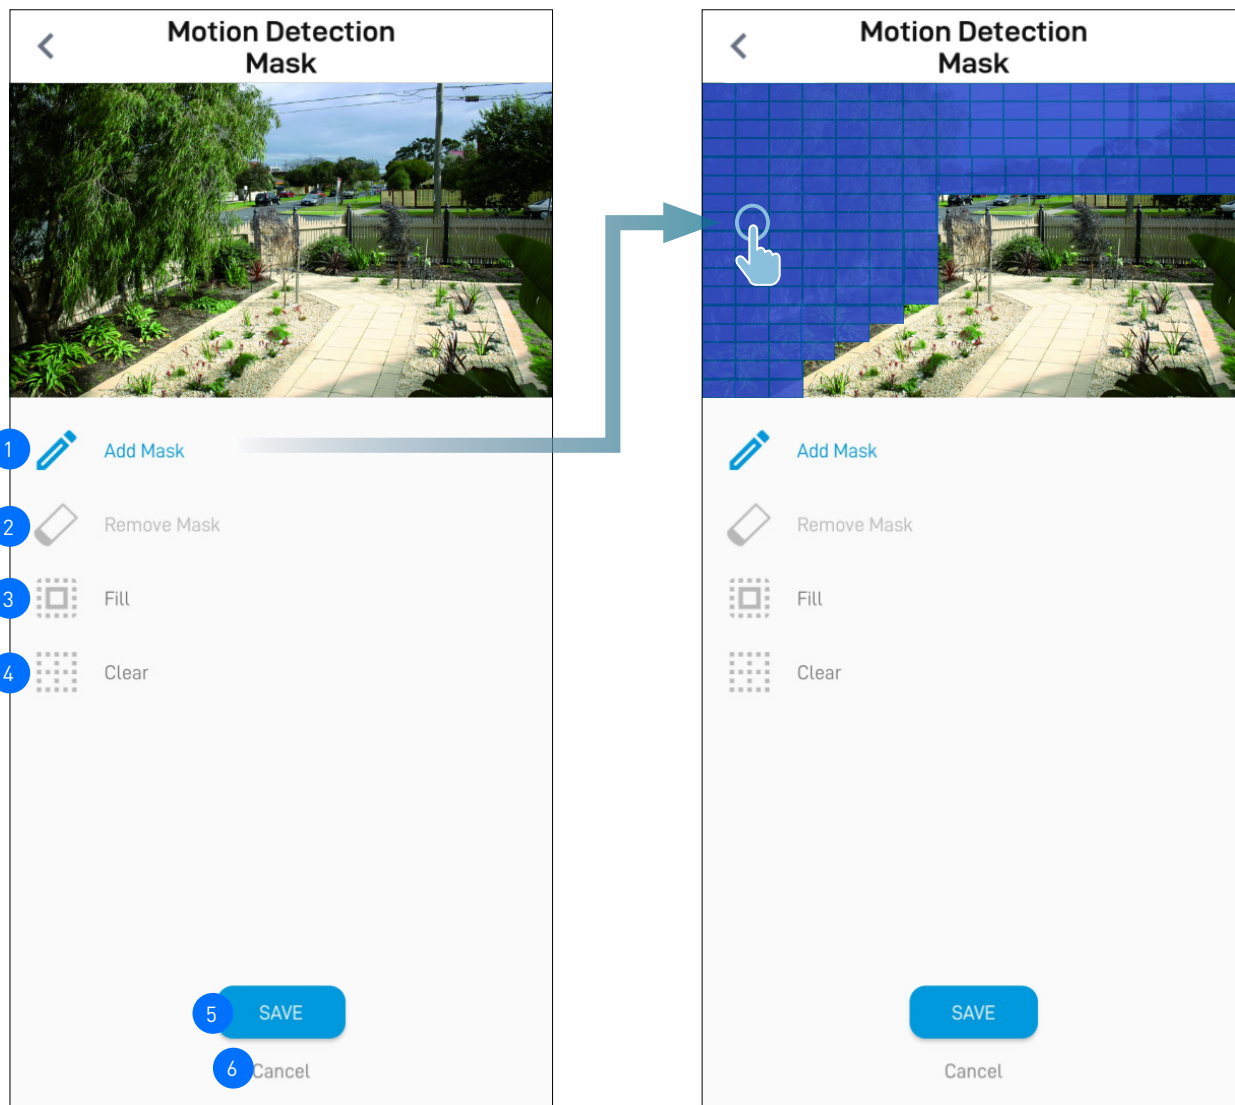 Motion Detection
Mask
1 Add Mask
2 Remove Mask
3 Fill
4 Clear
5 SAVE
6 Cancel
Motion Detection
Mask
Add Mask
Remove Mask
Fill
Clear
SAVE
Cancel